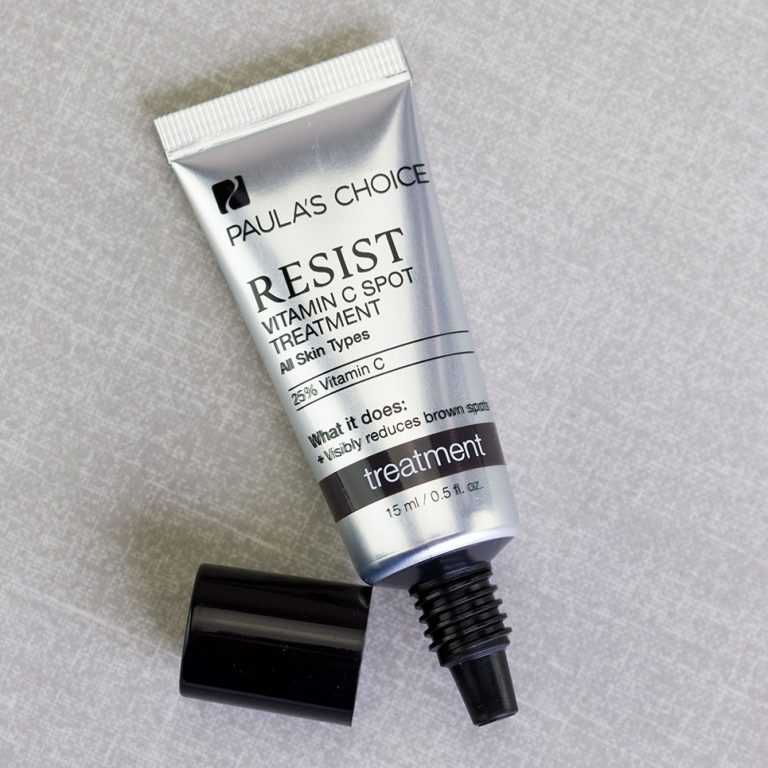 PAULA'S CHOICE
RESIST
VITAMIN C SPOT
TREATMENT
All Skin Types
25% Vitamin C
What it does:
+ Visibly reduces brown spots
treatment
15 ml / 0.5 fl. oz.